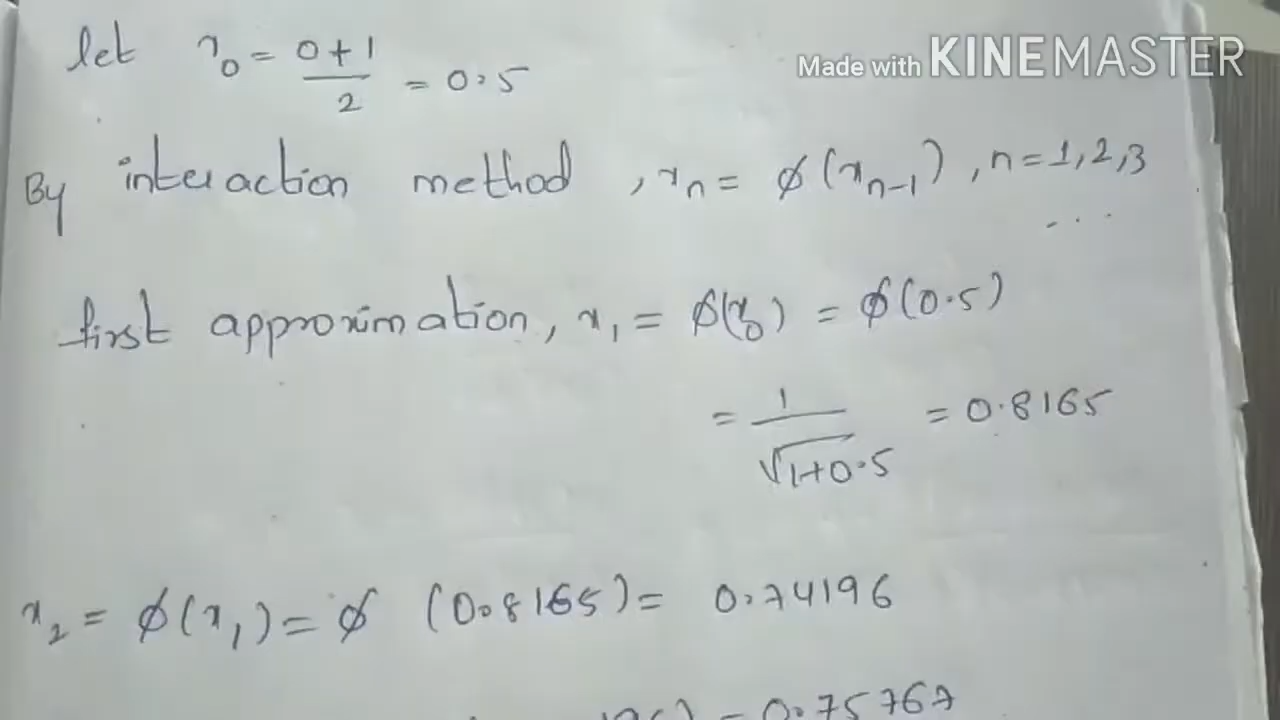 let x₀ = 0+1/2 = 0.5
Made with KINEMASTER
By interaction method, xₙ = ϕ(xₙ₋₁), n=1,2,3
...
first approximation, x₁ = ϕ(x₀) = ϕ(0.5)
= 1/√1+0.5 = 0.8165
x₂ = ϕ(x₁) = ϕ (0.8165) = 0.74196
) = 0.75767